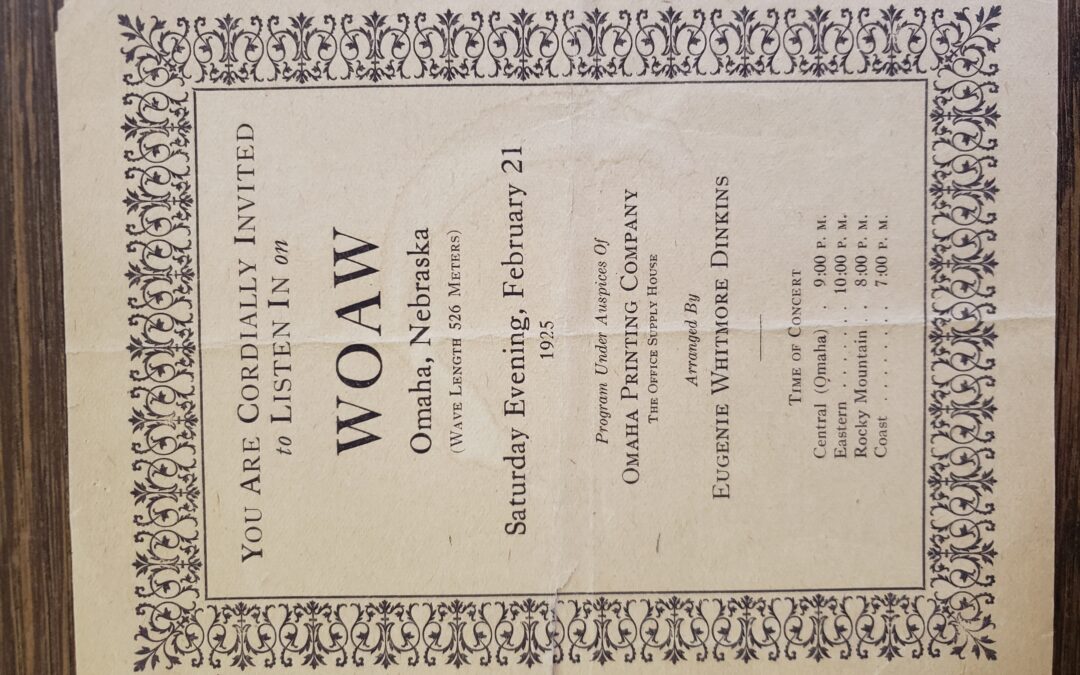 YOU ARE CORDIALLY INVITED
to LISTEN IN on
WOAW
Omaha, Nebraska
(WAVE LENGTH 526 METERS)
Saturday Evening, February 21
1925
Program Under Auspices Of
OMAHA PRINTING COMPANY
THE OFFICE SUPPLY HOUSE
Arranged By
EUGENIE WHITMORE DINKINS
TIME OF CONCERT
Central (Omaha) . . 9:00 P. M.
Eastern . . . . . . . 10:00 P. M.
Rocky Mountain . . 8:00 P. M.
Coast . . . . . . . . 7:00 P. M.